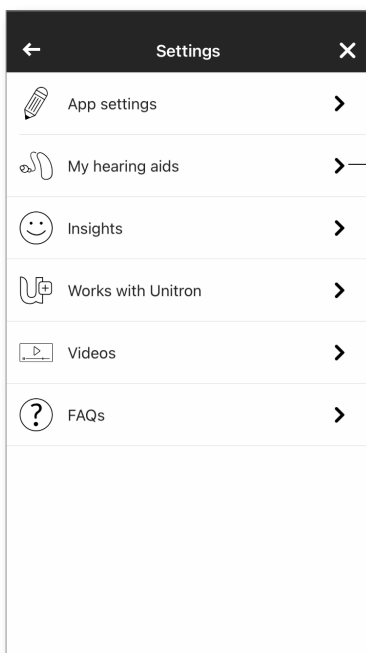 Settings
App settings
My hearing aids
Insights
Works with Unitron
Videos
FAQs